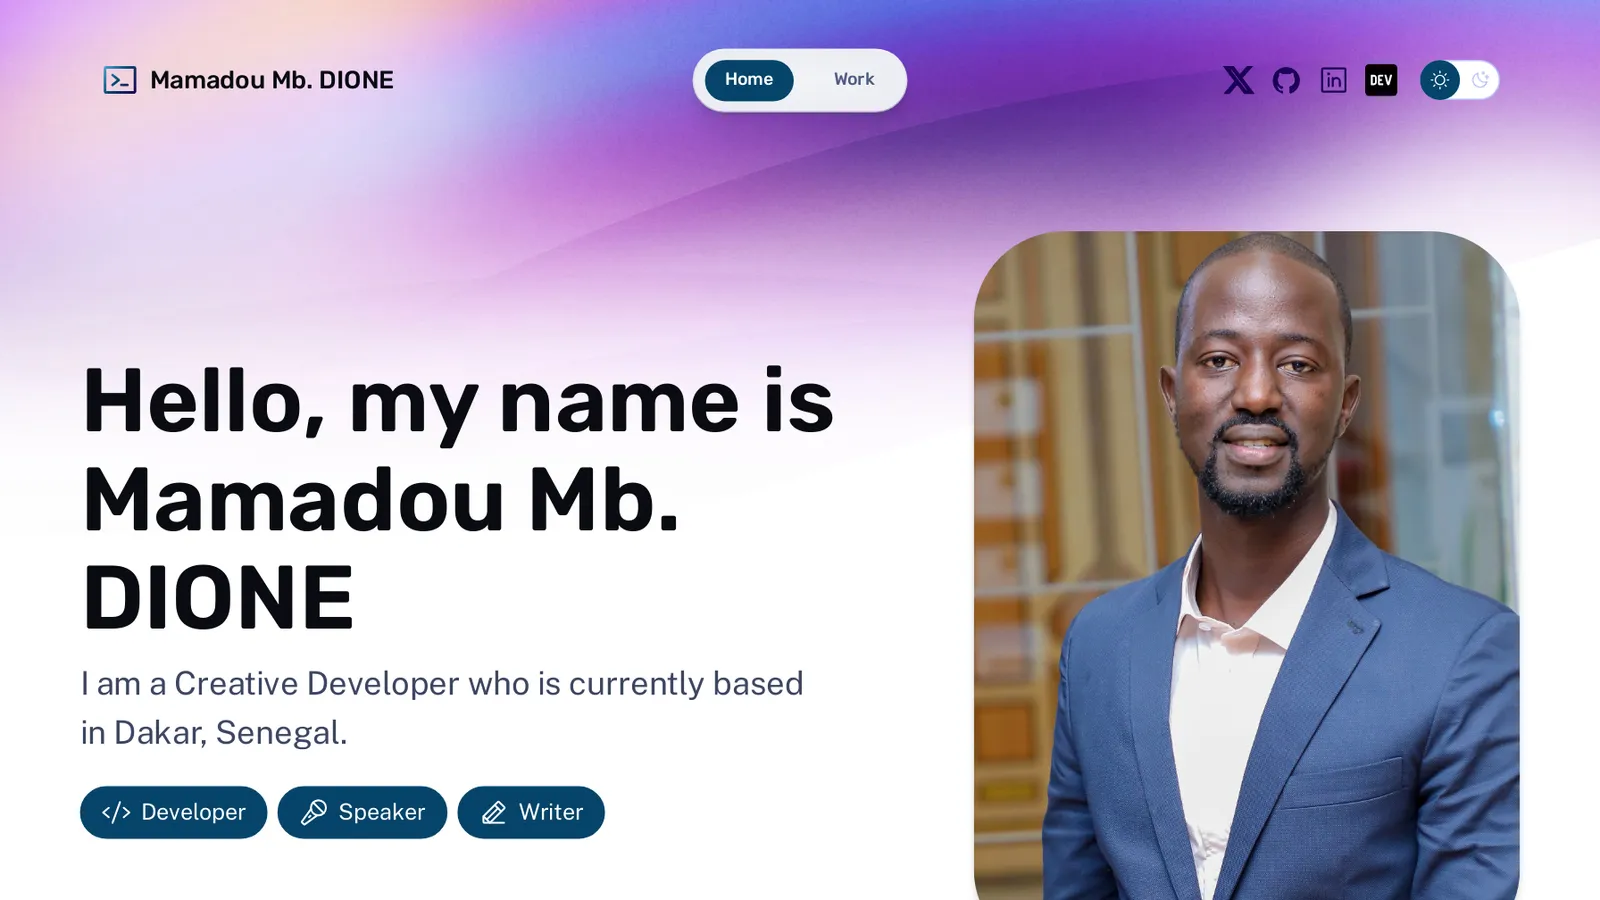 Mamadou Mb. DIONE
Home
Work
DEV
Hello, my name is
Mamadou Mb.
DIONE
I am a Creative Developer who is currently based
in Dakar, Senegal.
Developer
Speaker
Writer